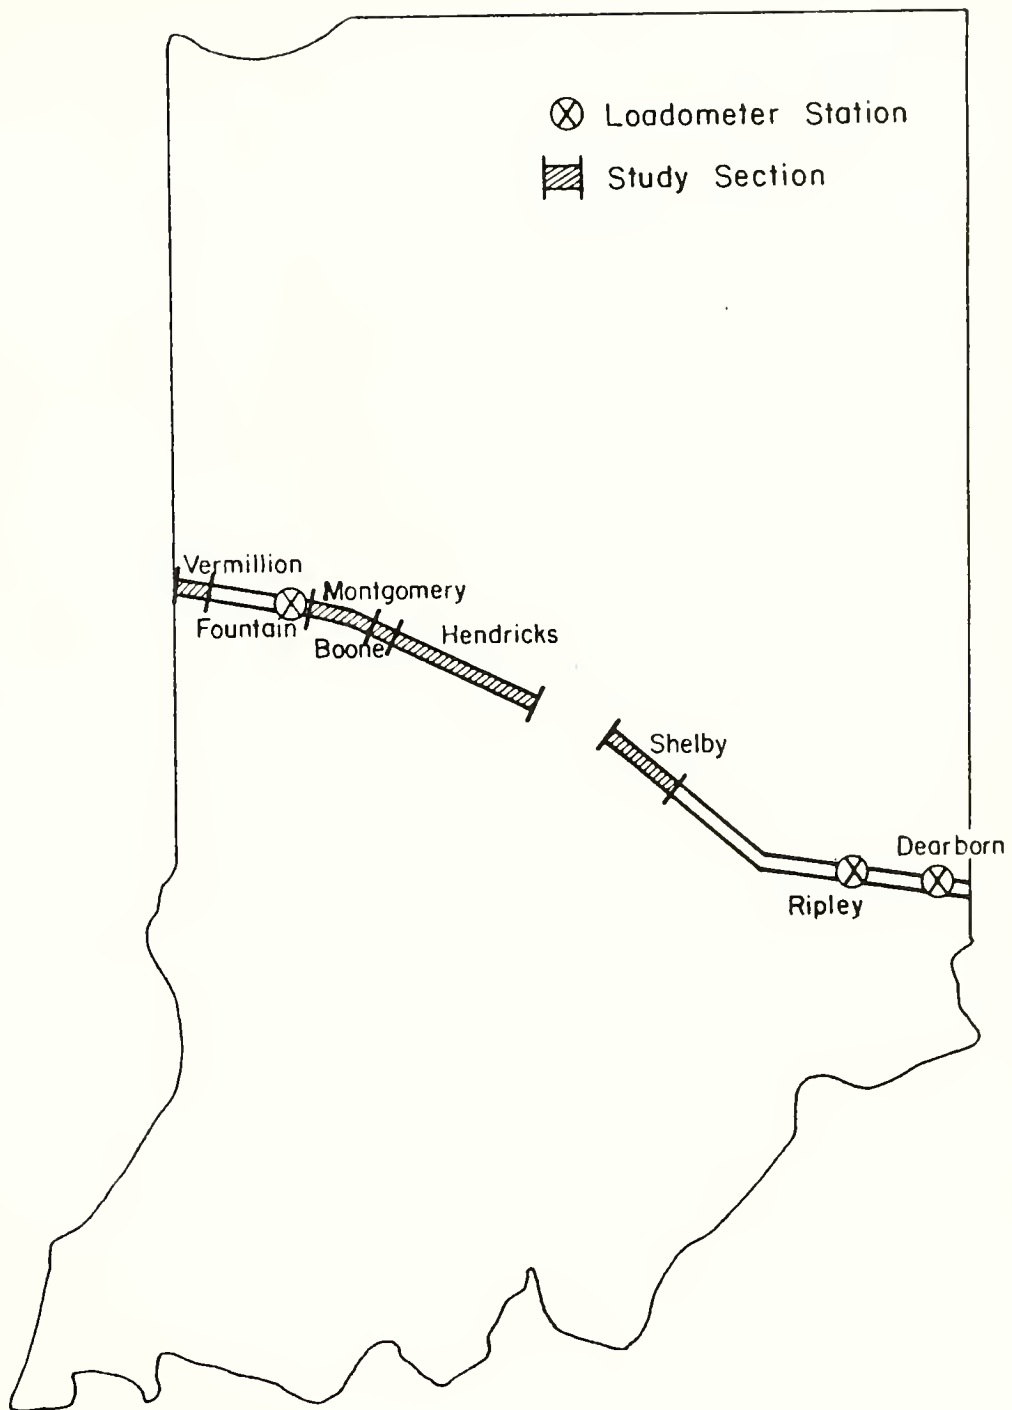 Loadometer Station
Study Section
Vermillion
Montgomery
Fountain
Boone
Hendricks
Shelby
Dearborn
Ripley